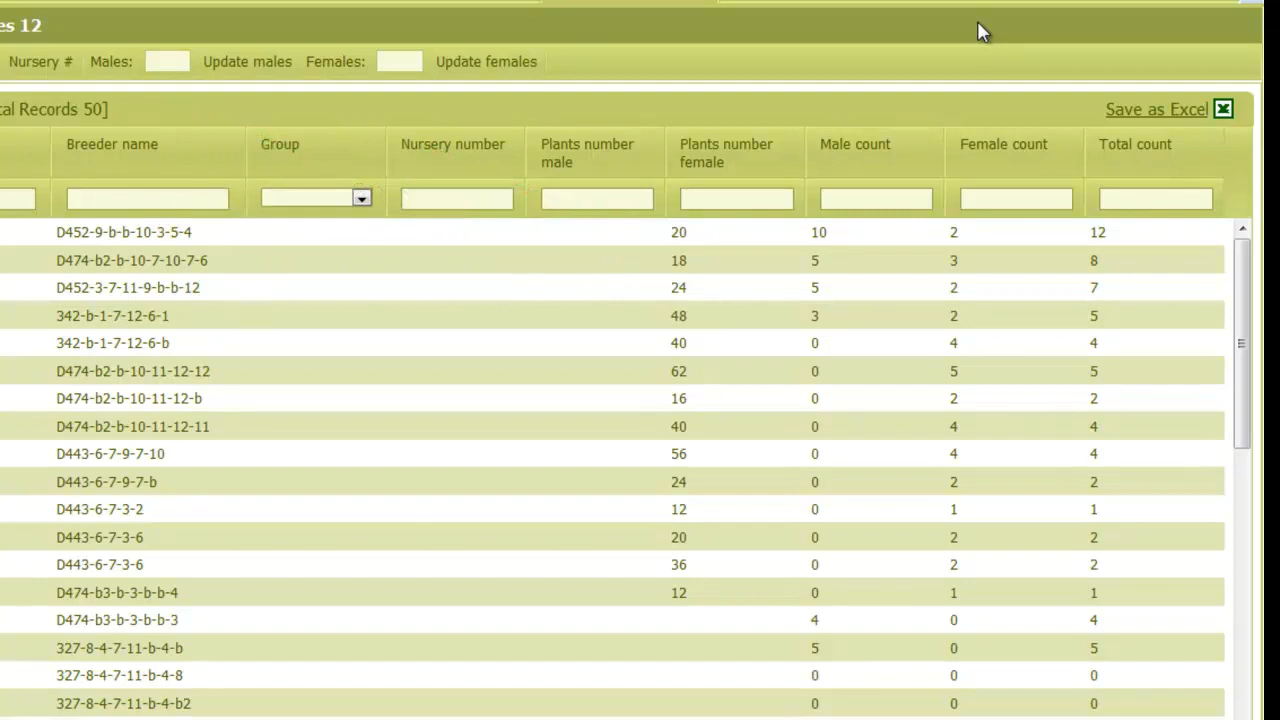 es 12
Nursery # Males: Update males Females: Update females
tal Records 50] Save as Excel
Breeder name Group Nursery number Plants number male Plants number female Male count Female count Total count
D452-9-b-b-10-3-5-4 20 10 2 12
D474-b2-b-10-7-10-7-6 18 5 3 8
D452-3-7-11-9-b-b-12 24 5 2 7
342-b-1-7-12-6-1 48 3 2 5
342-b-1-7-12-6-b 40 0 4 4
D474-b2-b-10-11-12-12 62 0 5 5
D474-b2-b-10-11-12-b 16 0 2 2
D474-b2-b-10-11-12-11 40 0 4 4
D443-6-7-9-7-10 56 0 4 4
D443-6-7-9-7-b 24 0 2 2
D443-6-7-3-2 12 0 1 1
D443-6-7-3-6 20 0 2 2
D443-6-7-3-6 36 0 2 2
D474-b3-b-3-b-b-4 12 0 1 1
D474-b3-b-3-b-b-3 4 0 4
327-8-4-7-11-b-4-b 5 0 5
327-8-4-7-11-b-4-8 0 0 0
327-8-4-7-11-b-4-b2 0 0 0